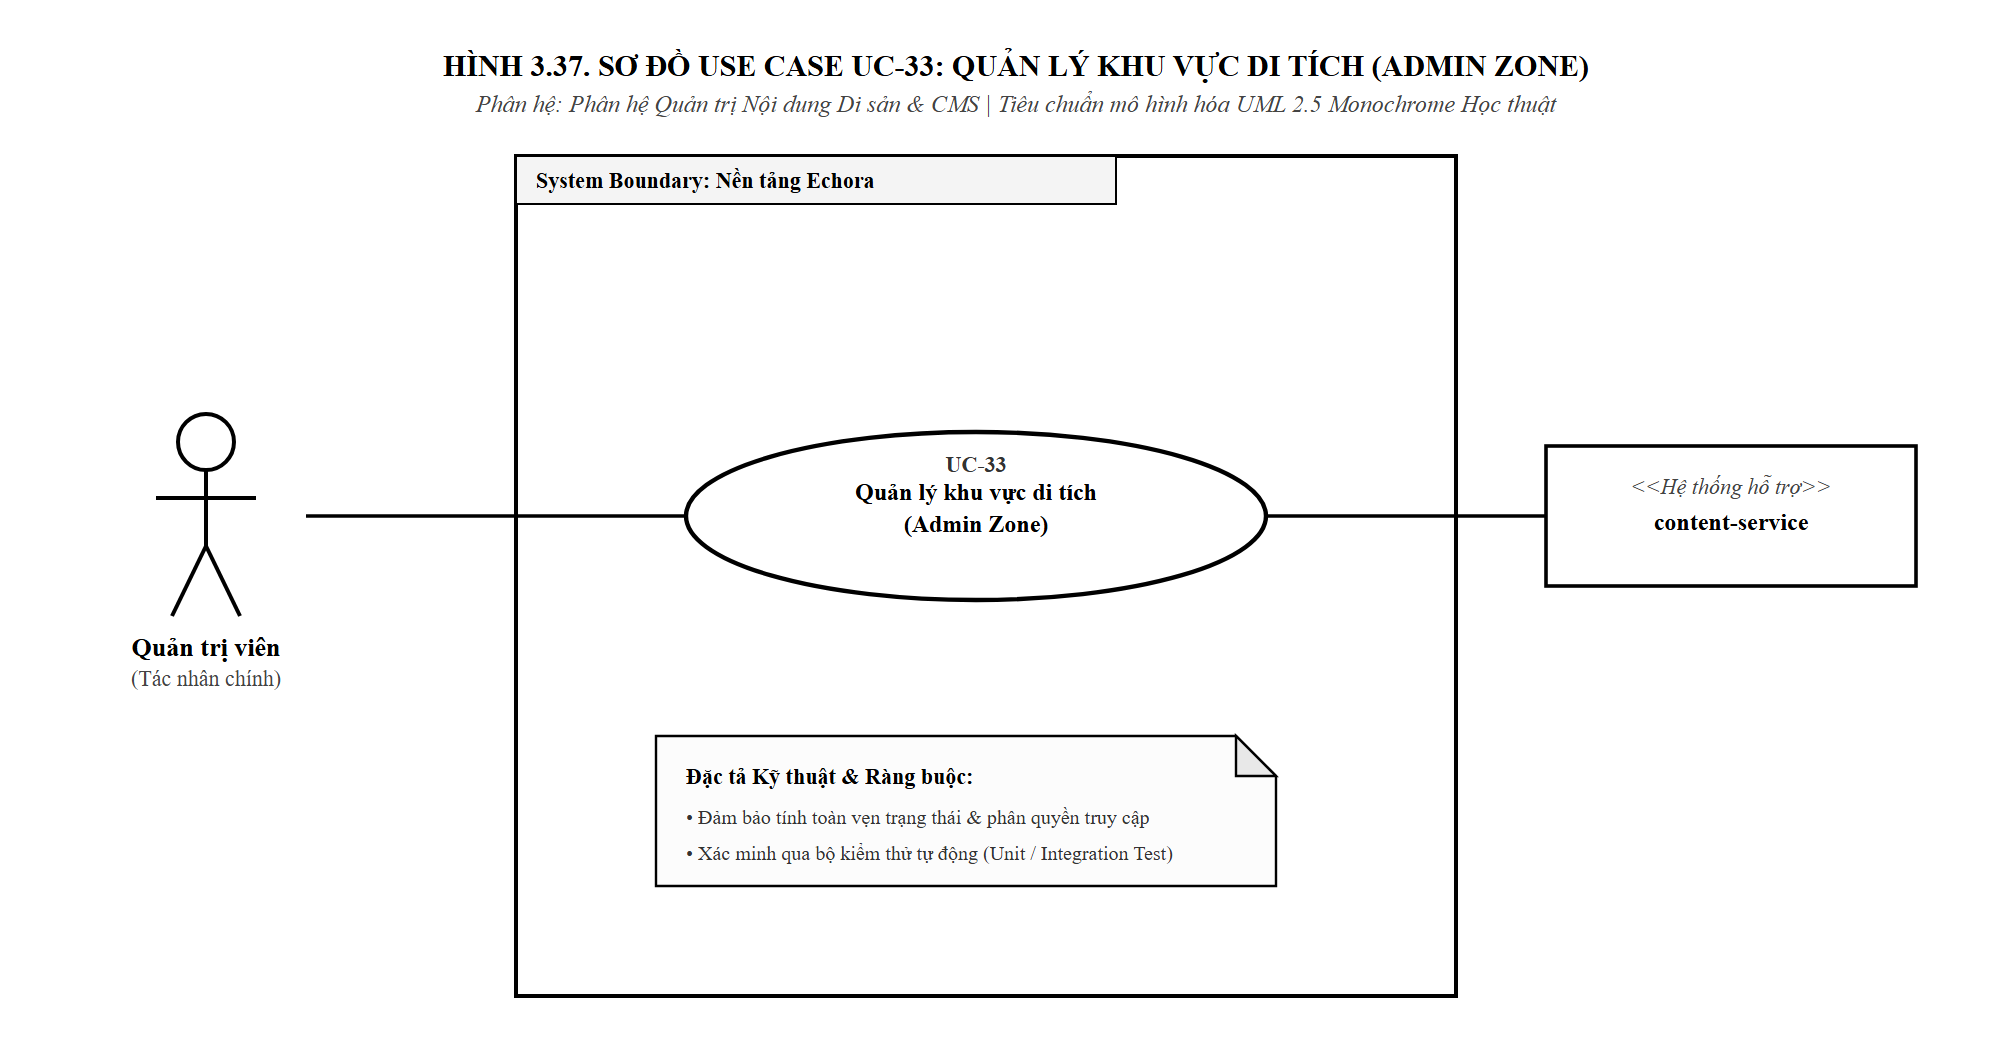 HÌNH 3.37. SƠ ĐỒ USE CASE UC-33: QUẢN LÝ KHU VỰC DI TÍCH (ADMIN ZONE)
Phân hệ: Phân hệ Quản trị Nội dung Di sản & CMS | Tiêu chuẩn mô hình hóa UML 2.5 Monochrome Học thuật
System Boundary: Nền tảng Echora
UC-33
Quản lý khu vực di tích
(Admin Zone)
<<Hệ thống hỗ trợ>>
content-service
Quản trị viên
(Tác nhân chính)
Đặc tả Kỹ thuật & Ràng buộc:
• Đảm bảo tính toàn vẹn trạng thái & phân quyền truy cập
• Xác minh qua bộ kiểm thử tự động (Unit / Integration Test)